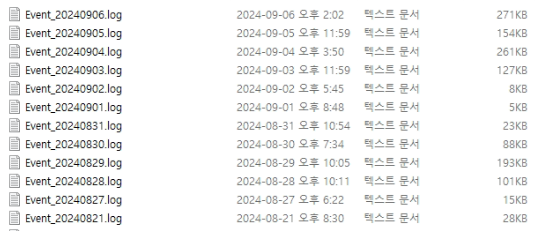 Event_20240906.log 2024-09-06 오후 2:02 텍스트 문서 271KB
Event_20240905.log 2024-09-05 오후 11:59 텍스트 문서 154KB
Event_20240904.log 2024-09-04 오후 3:50 텍스트 문서 261KB
Event_20240903.log 2024-09-03 오후 11:59 텍스트 문서 127KB
Event_20240902.log 2024-09-02 오후 5:45 텍스트 문서 8KB
Event_20240901.log 2024-09-01 오후 8:48 텍스트 문서 5KB
Event_20240831.log 2024-08-31 오후 10:54 텍스트 문서 23KB
Event_20240830.log 2024-08-30 오후 7:34 텍스트 문서 88KB
Event_20240829.log 2024-08-29 오후 10:05 텍스트 문서 193KB
Event_20240828.log 2024-08-28 오후 10:11 텍스트 문서 101KB
Event_20240827.log 2024-08-27 오후 6:22 텍스트 문서 15KB
Event_20240821.log 2024-08-21 오후 8:30 텍스트 문서 28KB